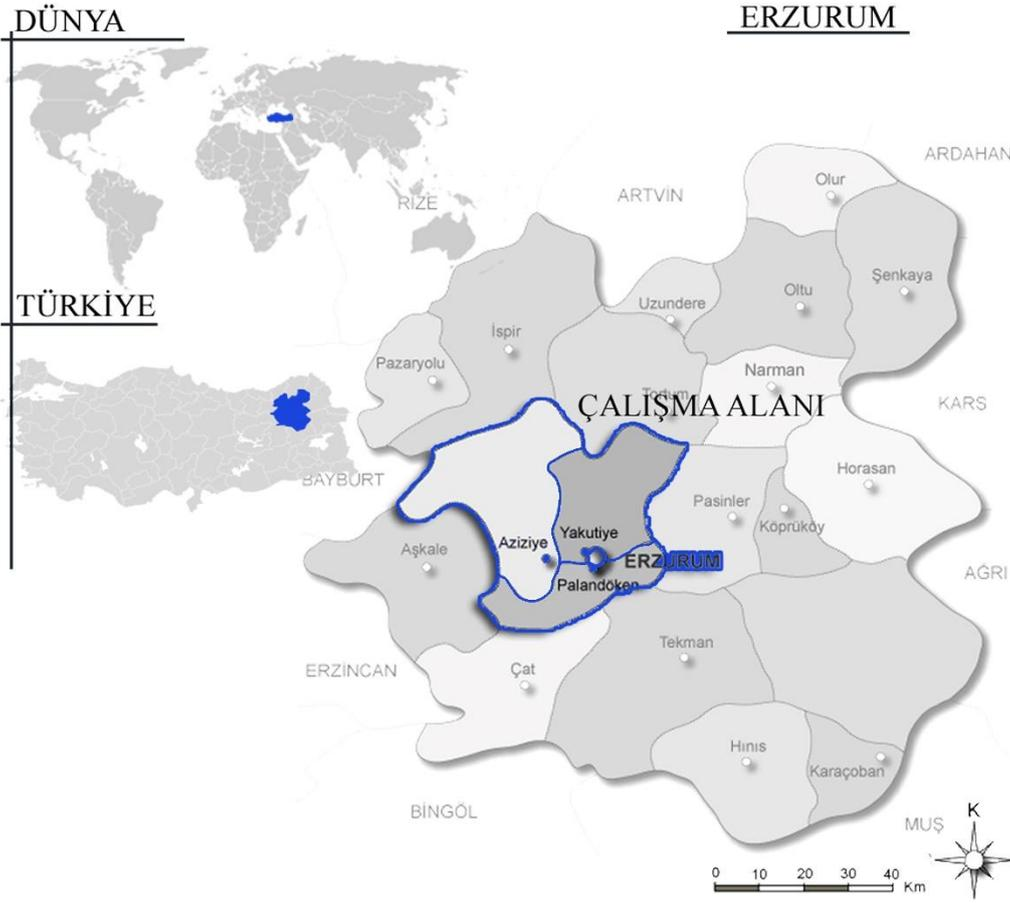 DÜNYA
ERZURUM
ARDAHAN
Olur
ARTVİN
RİZE
Şenkaya
Oltu
Uzundere
TÜRKİYE
İspir
Pazaryolu
Narman
Tortum
ÇALIŞMA ALANI
KARS
Horasan
BAYBURT
Pasinler
Köprüköy
Yakutiye
Aziziye
Aşkale
ERZURUM
AĞRI
Palandöken
Tekman
ERZİNCAN
Çat
Hınıs
Karaçoban
BİNGÖL
K
MUŞ
0 10 20 30 40 Km